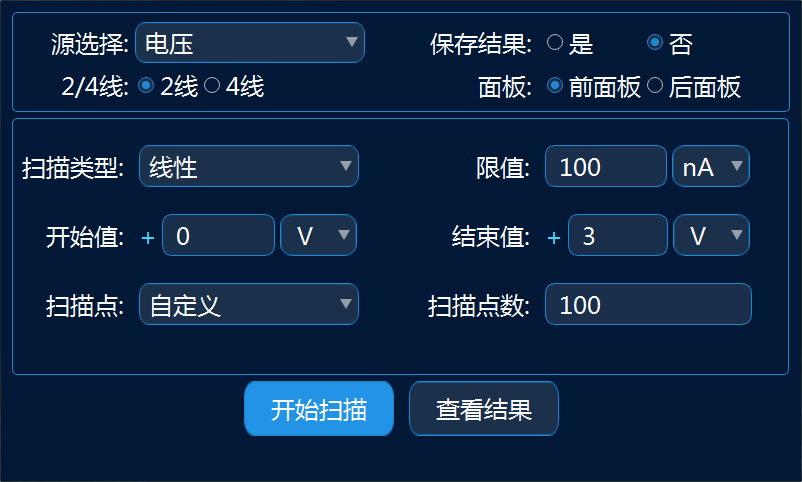 源选择: 电压 保存结果: 是 否
2/4线: 2线 4线 面板: 前面板 后面板
扫描类型: 线性 限值: 100 nA
开始值: + 0 V 结束值: + 3 V
扫描点: 自定义 扫描点数: 100
开始扫描 查看结果